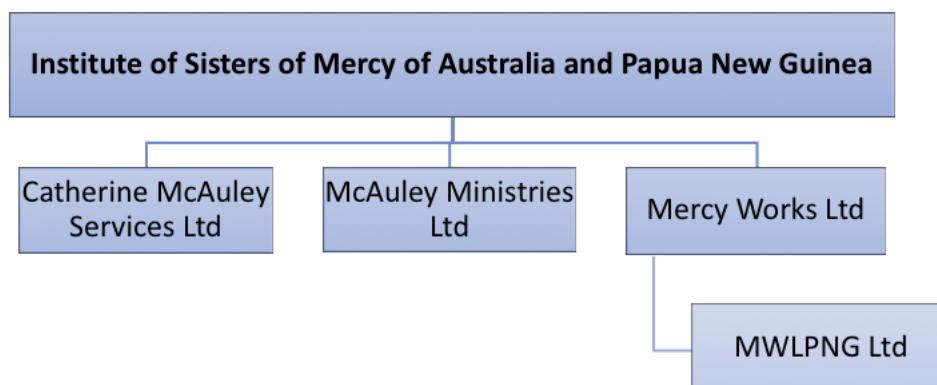 Institute of Sisters of Mercy of Australia and Papua New Guinea
Catherine McAuley
Services Ltd
McAuley Ministries
Ltd
Mercy Works Ltd
MWLPNG Ltd